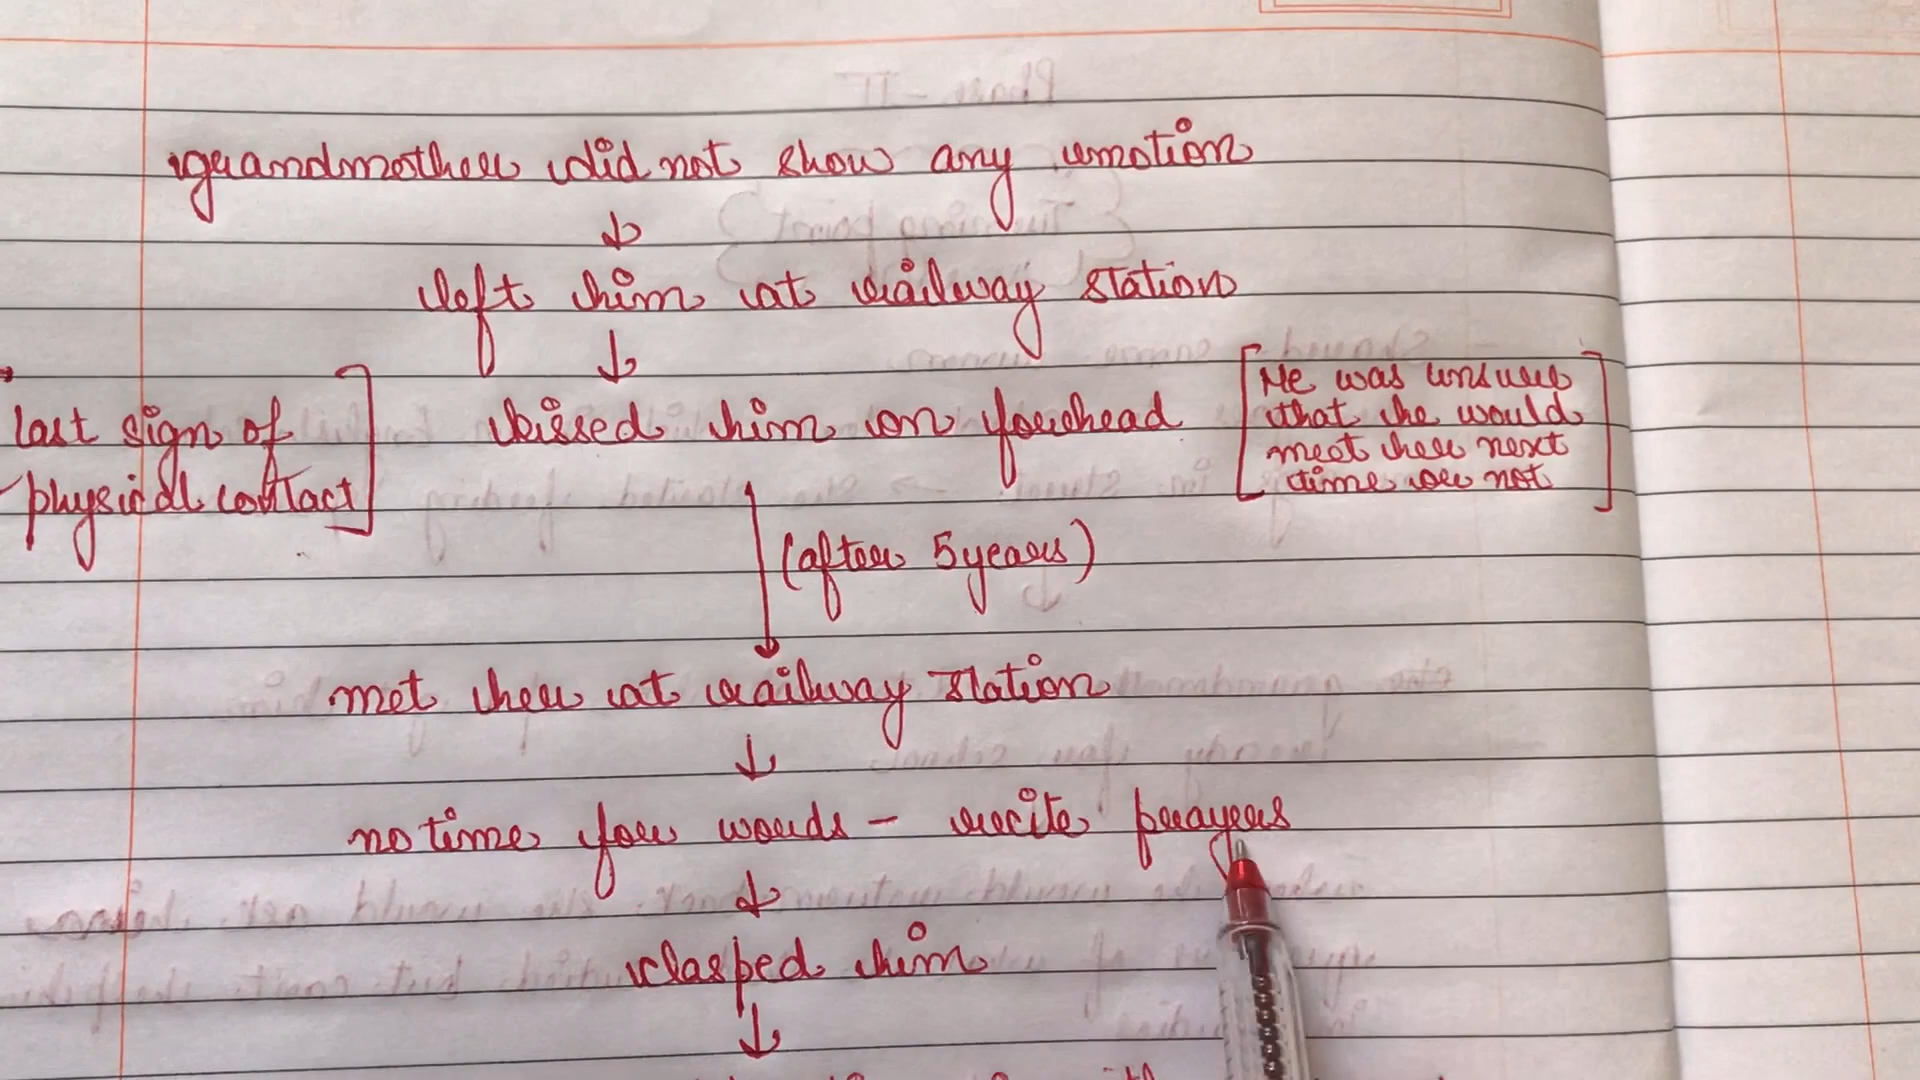 grandmother did not show any emotion
↓
left him at railway station
↓
last sign of
physical contact
kissed him on forehead
He was unsure
that he would
meet her next
time or not
(after 5 years)
met her at railway station
↓
no time for words - recite prayers
↓
clasped him
↓